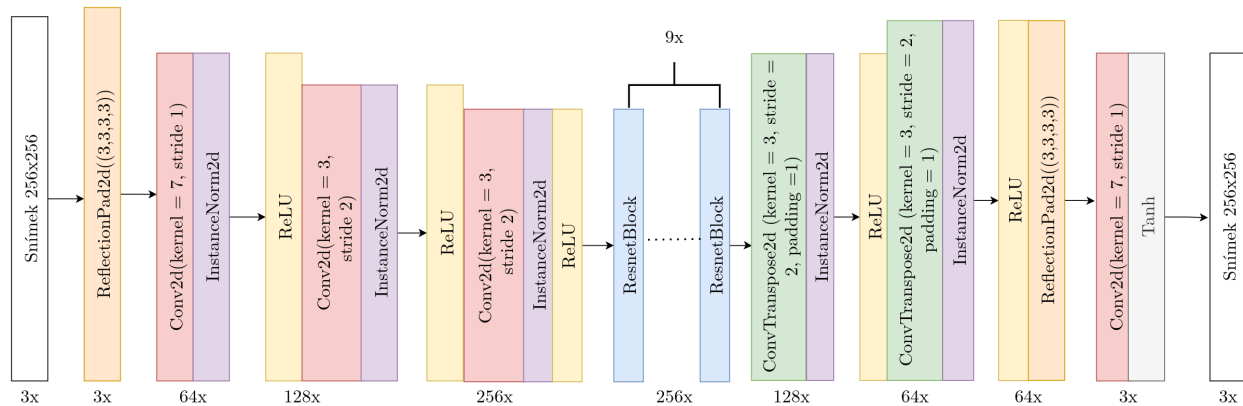 Snímek 256x256
3x
ReflectionPad2d((3,3,3,3))
3x
Conv2d(kernel = 7, stride 1)
InstanceNorm2d
64x
ReLU
Conv2d(kernel = 3,
stride 2)
InstanceNorm2d
128x
ReLU
Conv2d(kernel = 3,
stride 2)
InstanceNorm2d
ReLU
256x
9x
ResnetBlock
ResnetBlock
256x
ConvTranspose2d (kernel = 3, stride =
2, padding =1)
InstanceNorm2d
128x
ReLU
ConvTranspose2d (kernel = 3, stride = 2,
padding = 1)
InstanceNorm2d
64x
ReLU
ReflectionPad2d((3,3,3,3))
64x
Conv2d(kernel = 7, stride 1)
Tanh
3x
Snímek 256x256
3x